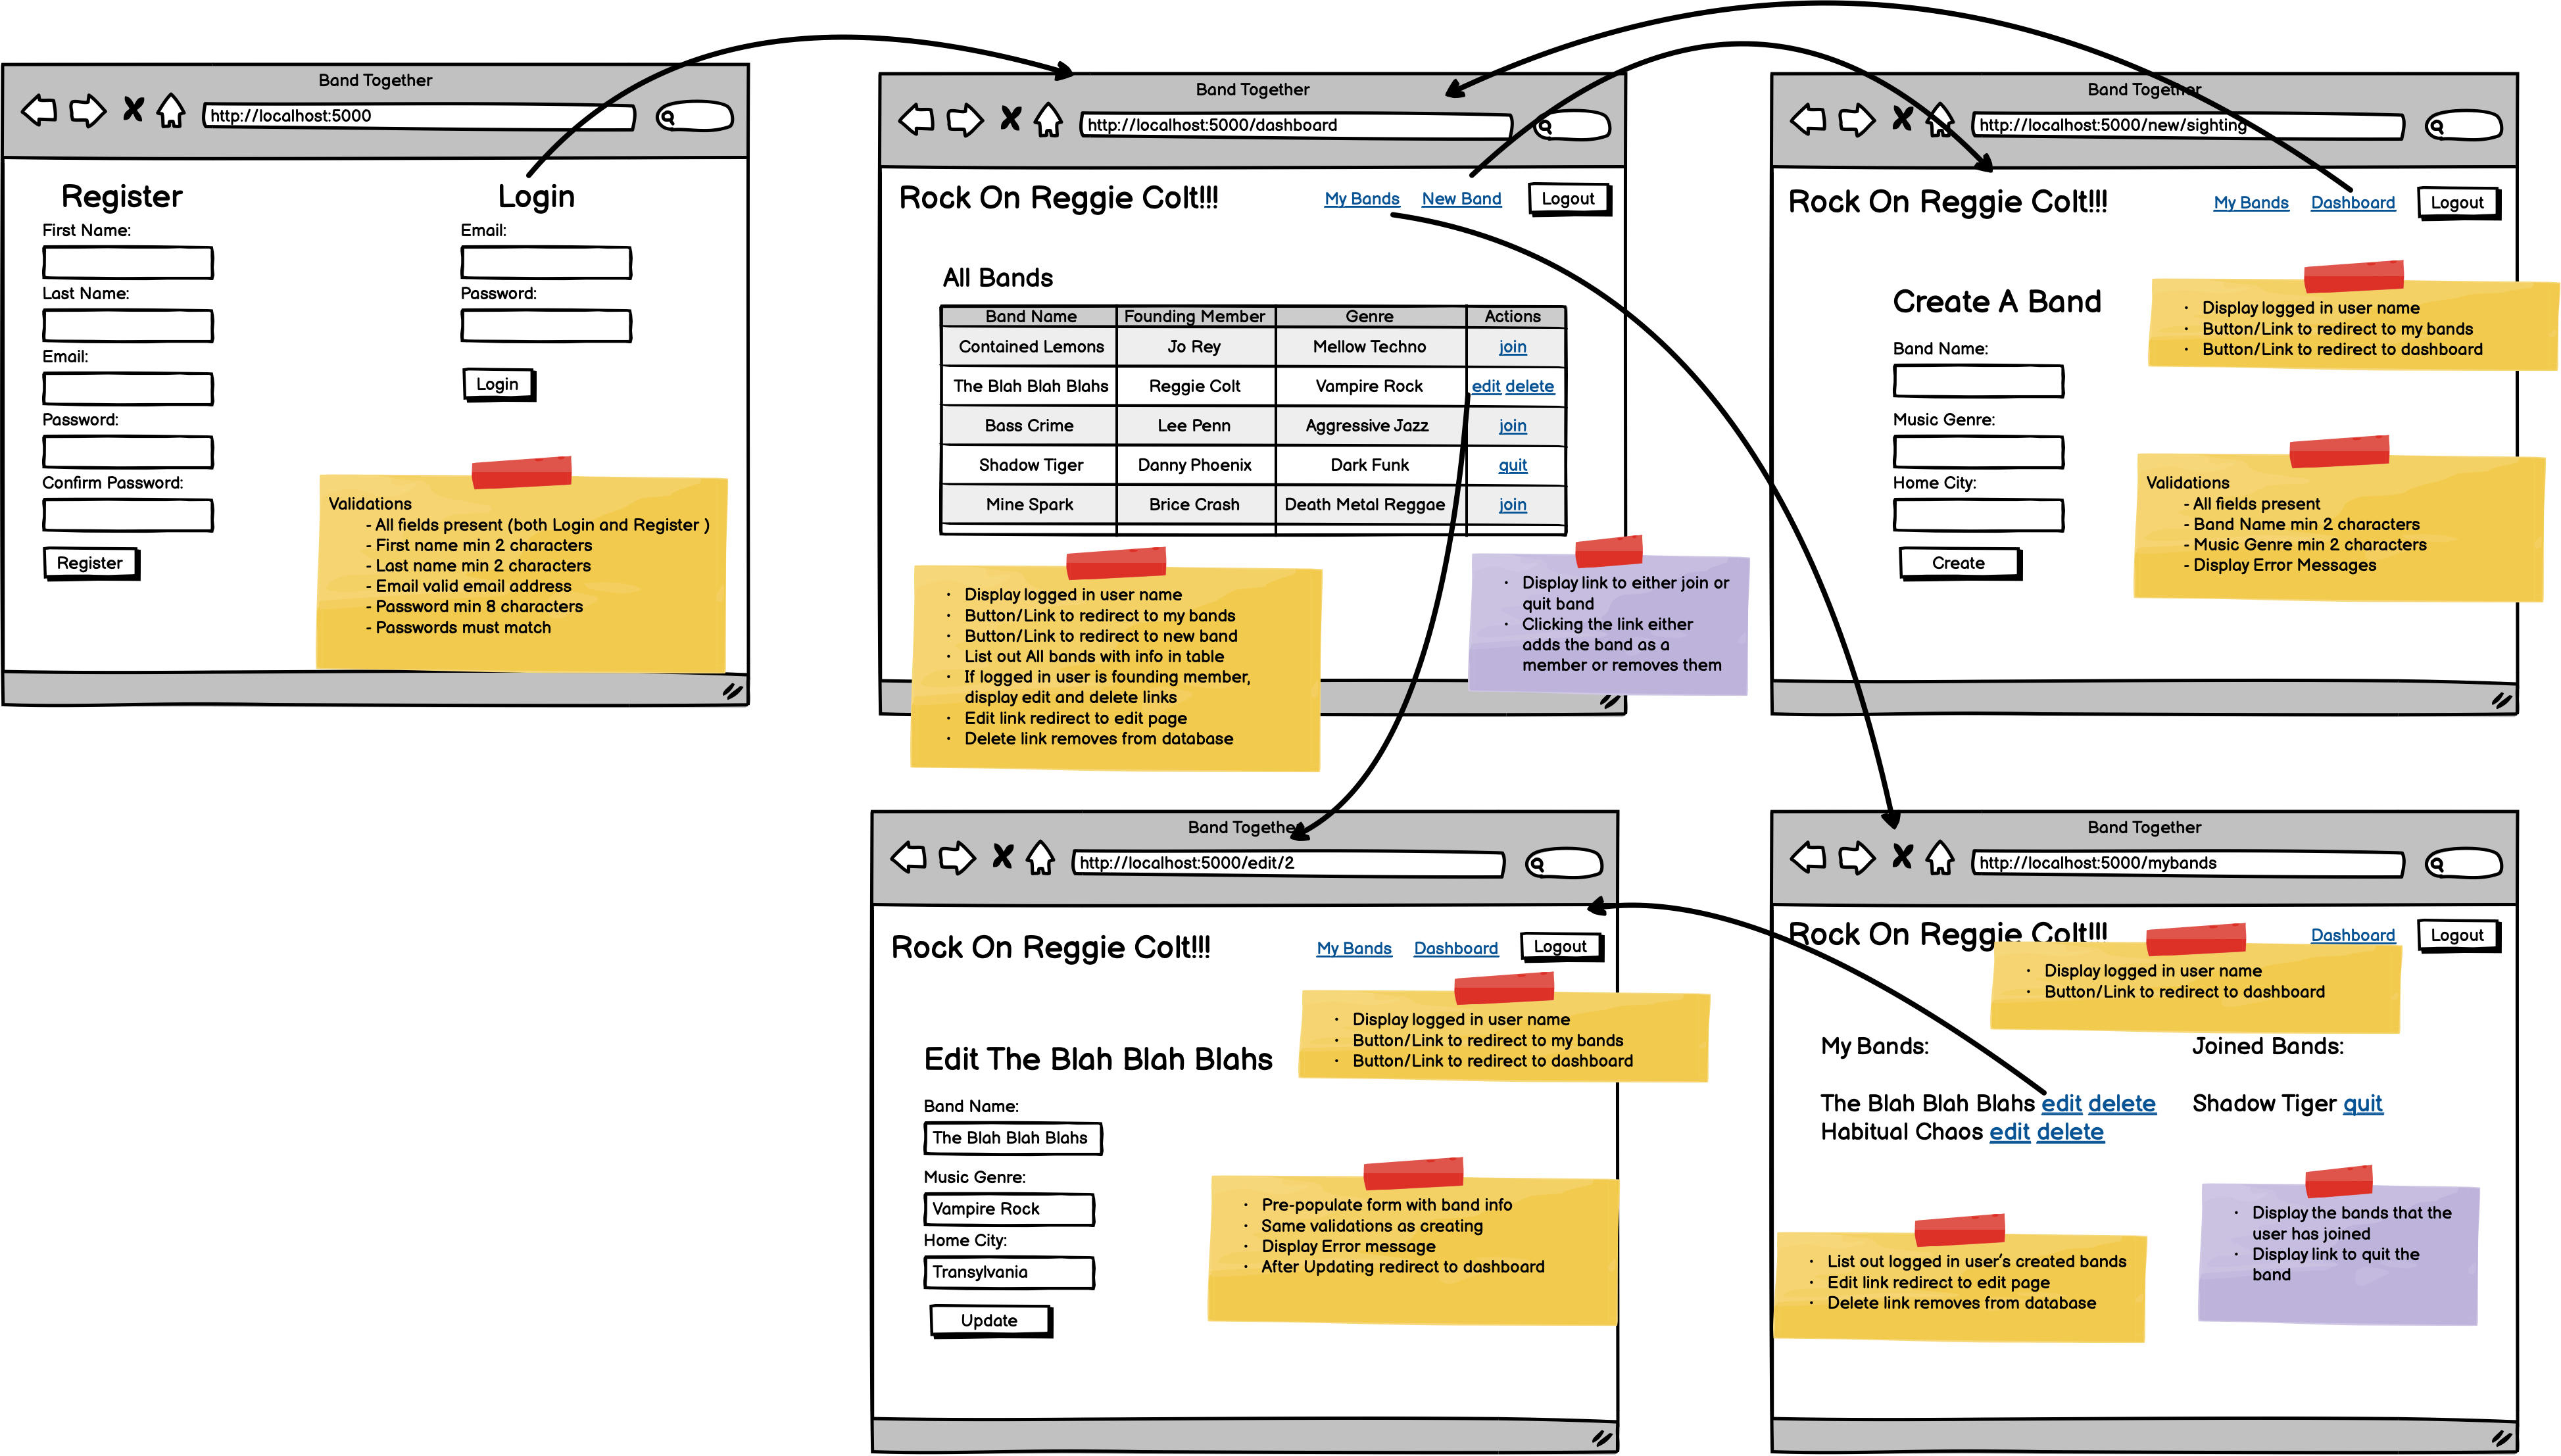 Band Together
http://localhost:5000
Register
First Name:
Last Name:
Email:
Password:
Confirm Password:
Register
Login
Email:
Password:
Login
Validations
- All fields present (both Login and Register )
- First name min 2 characters
- Last name min 2 characters
- Email valid email address
- Password min 8 characters
- Passwords must match
Band Together
http://localhost:5000/dashboard
Rock On Reggie Colt!!! My Bands New Band Logout
All Bands
Band Name Founding Member Genre Actions
Contained Lemons Jo Rey Mellow Techno join
The Blah Blah Blahs Reggie Colt Vampire Rock edit delete
Bass Crime Lee Penn Aggressive Jazz join
Shadow Tiger Danny Phoenix Dark Funk quit
Mine Spark Brice Crash Death Metal Reggae join
· Display logged in user name
· Button/Link to redirect to my bands
· Button/Link to redirect to new band
· List out All bands with info in table
· If logged in user is founding member,
display edit and delete links
· Edit link redirect to edit page
· Delete link removes from database
· Display link to either join or
quit band
· Clicking the link either
adds the band as a
member or removes them
Band Together
http://localhost:5000/new/sighting
Rock On Reggie Colt!!! My Bands Dashboard Logout
Create A Band
Band Name:
Music Genre:
Home City:
Create
· Display logged in user name
· Button/Link to redirect to my bands
· Button/Link to redirect to dashboard
Validations
- All fields present
- Band Name min 2 characters
- Music Genre min 2 characters
- Display Error Messages
Band Together
http://localhost:5000/edit/2
Rock On Reggie Colt!!! My Bands Dashboard Logout
· Display logged in user name
· Button/Link to redirect to my bands
· Button/Link to redirect to dashboard
Edit The Blah Blah Blahs
Band Name:
The Blah Blah Blahs
Music Genre:
Vampire Rock
Home City:
Transylvania
Update
· Pre-populate form with band info
· Same validations as creating
· Display Error message
· After Updating redirect to dashboard
Band Together
http://localhost:5000/mybands
Rock On Reggie Colt!!! Dashboard Logout
· Display logged in user name
· Button/Link to redirect to dashboard
My Bands:
The Blah Blah Blahs edit delete
Habitual Chaos edit delete
Joined Bands:
Shadow Tiger quit
· List out logged in user's created bands
· Edit link redirect to edit page
· Delete link removes from database
· Display the bands that the
user has joined
· Display link to quit the
band